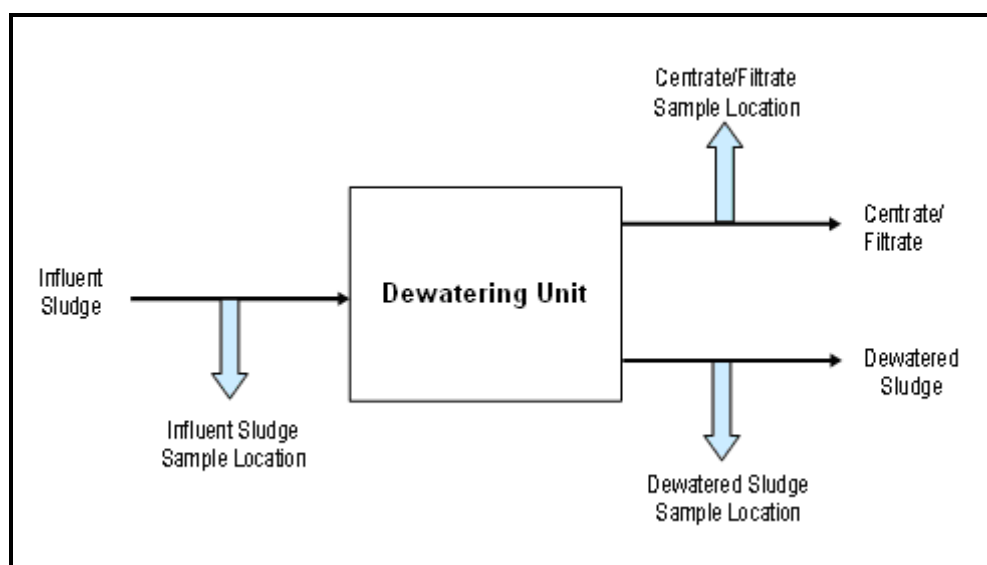 Centrate/Filtrate
Sample Location
Centrate/
Filtrate
Influent
Sludge
Dewatering Unit
Dewatered
Sludge
Influent Sludge
Sample Location
Dewatered Sludge
Sample Location